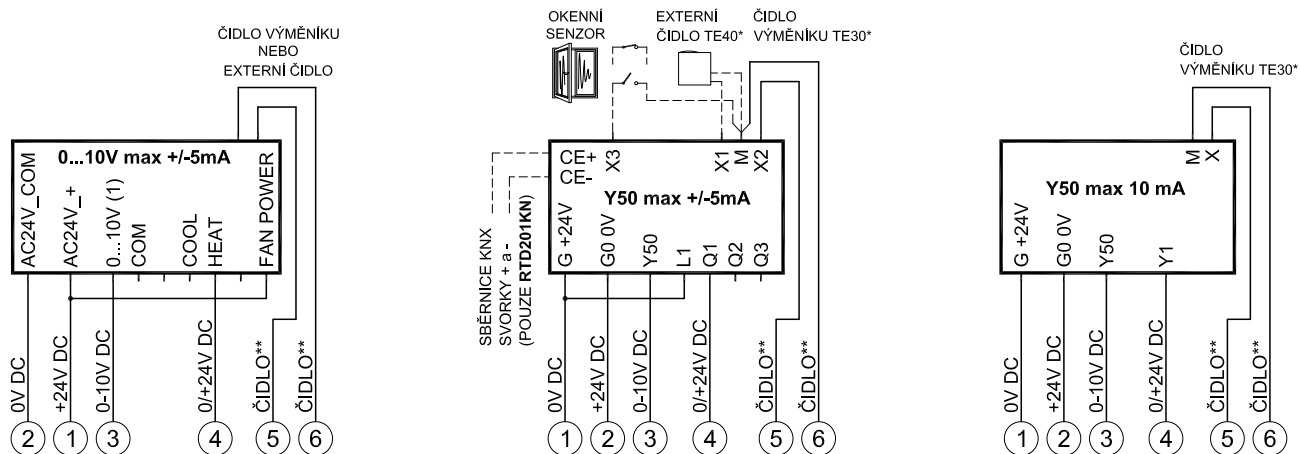 ČIDLO VÝMĚNÍKU
NEBO
EXTERNÍ ČIDLO
0...10V max +/-5mA
AC24V_COM
AC24V_+
0...10V (1)
COM
COOL
HEAT
FAN POWER
0V DC
+24V DC
0-10V DC
0/+24V DC
ČIDLO**
ČIDLO**
2
1
3
4
5
6
OKENNÍ
SENZOR
EXTERNÍ
ČIDLO TE40*
ČIDLO
VÝMĚNÍKU TE30*
CE+
CE-
X3
X1
M
X2
Y50 max +/-5mA
G +24V
G0 0V
Y50
L1
Q1
Q2
Q3
SBĚRNICE KNX
SVORKY + a -
(POUZE RTD201KN)
0V DC
+24V DC
0-10V DC
0/+24V DC
ČIDLO**
ČIDLO**
1
2
3
4
5
6
ČIDLO
VÝMĚNÍKU TE30*
M
X
Y50 max 10 mA
G +24V
G0 0V
Y50
Y1
0V DC
+24V DC
0-10V DC
0/+24V DC
ČIDLO**
ČIDLO**
1
2
3
4
5
6